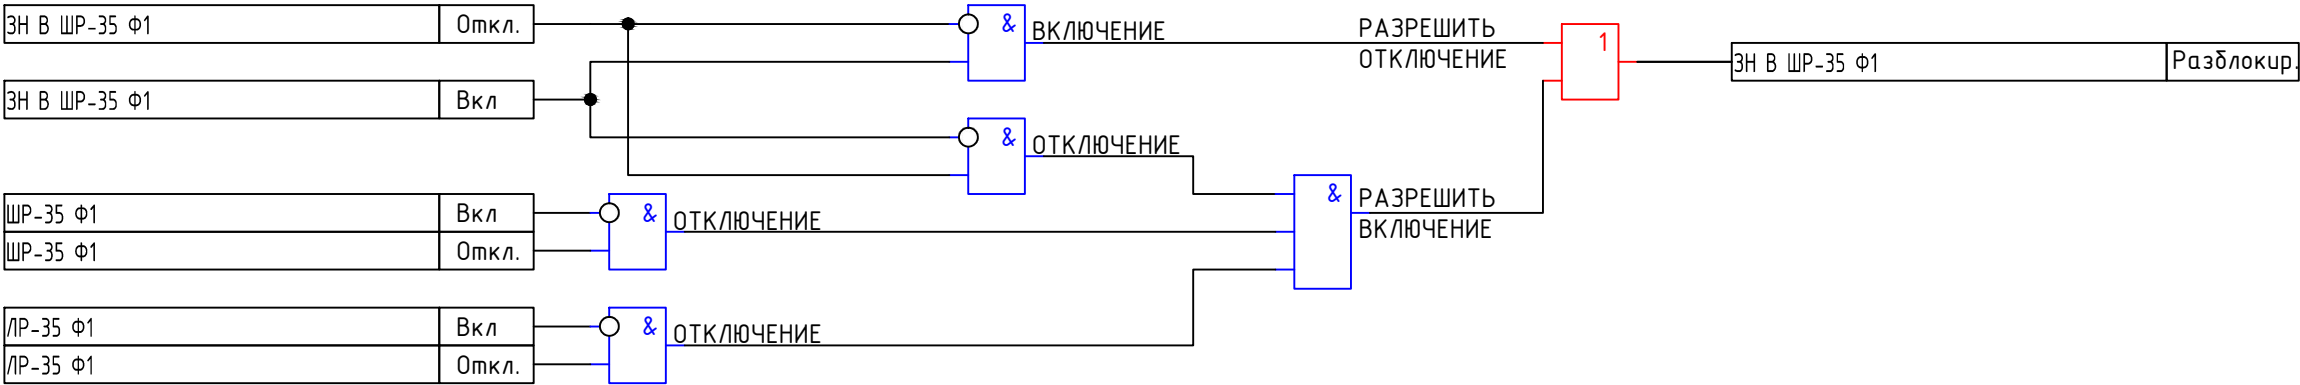 ЗН В ШР-35 Ф1 Откл.
& ВКЛЮЧЕНИЕ
РАЗРЕШИТЬ
ОТКЛЮЧЕНИЕ
1
ЗН В ШР-35 Ф1 Разблокир.
ЗН В ШР-35 Ф1 Вкл
& ОТКЛЮЧЕНИЕ
&
РАЗРЕШИТЬ
ВКЛЮЧЕНИЕ
ШР-35 Ф1 Вкл
& ОТКЛЮЧЕНИЕ
ШР-35 Ф1 Откл.
ЛР-35 Ф1 Вкл
& ОТКЛЮЧЕНИЕ
ЛР-35 Ф1 Откл.